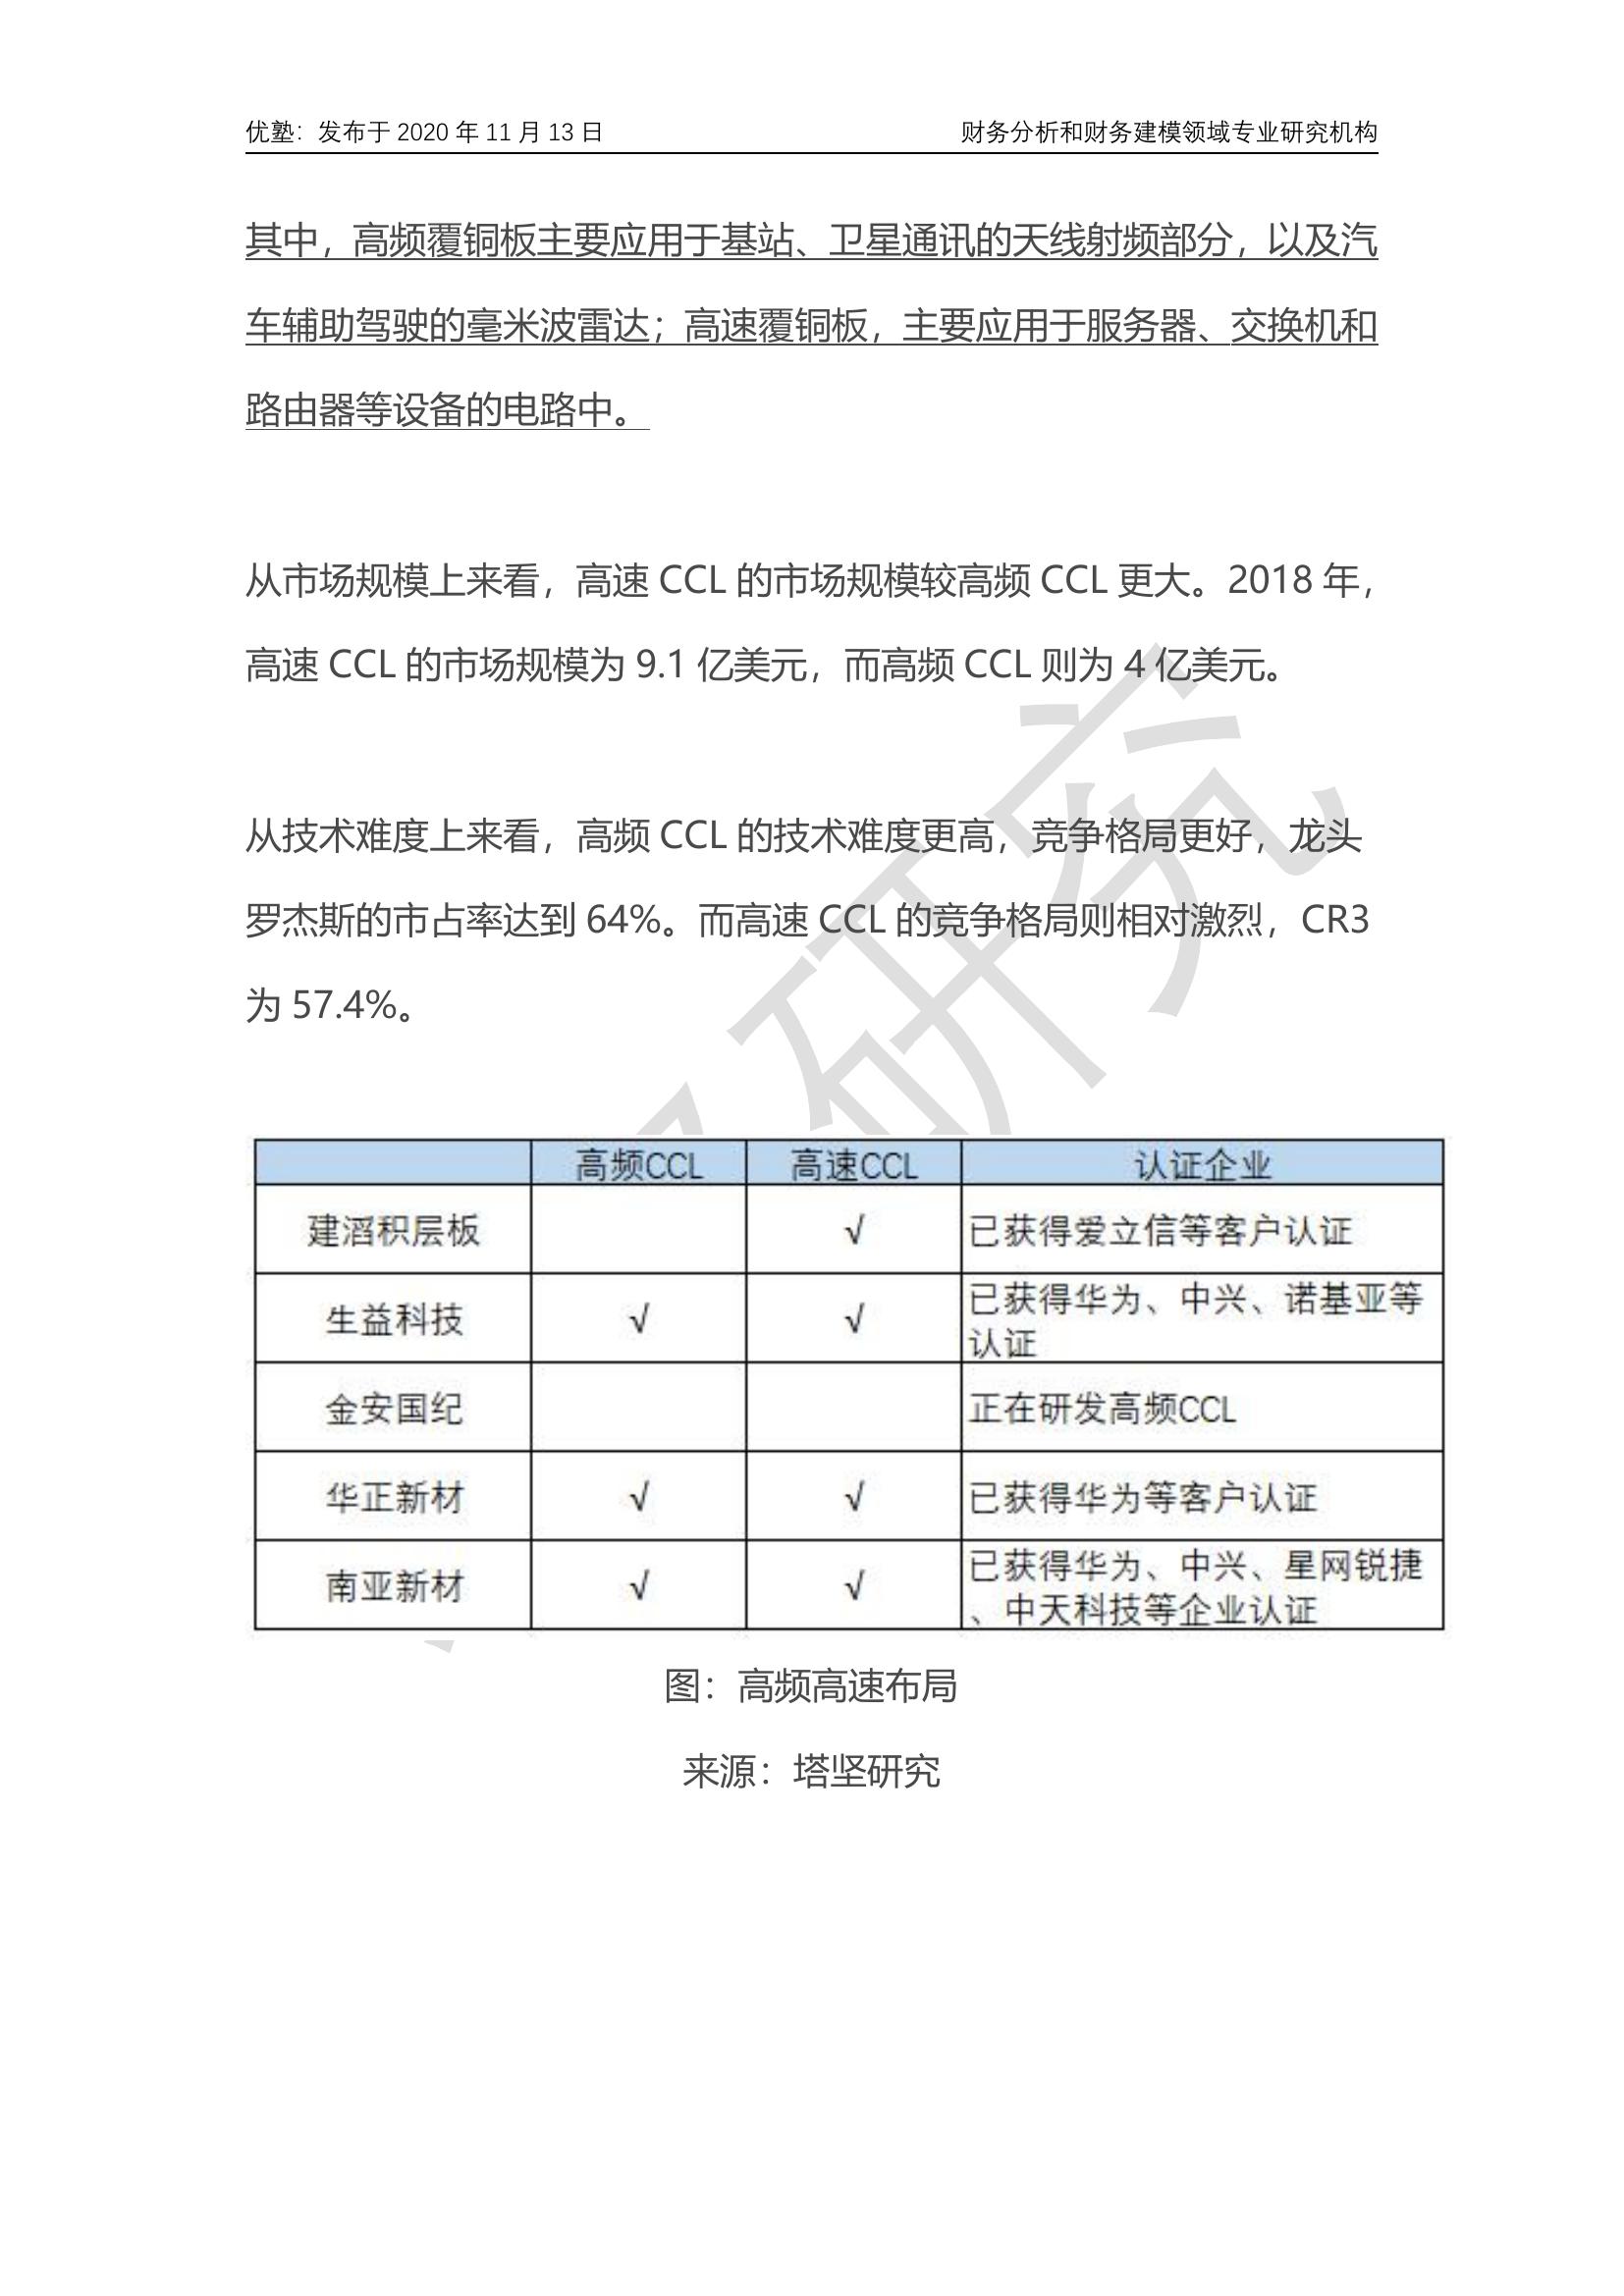 优塾：发布于 2020 年 11 月 13 日 财务分析和财务建模领域专业研究机构
其中，高频覆铜板主要应用于基站、卫星通讯的天线射频部分，以及汽
车辅助驾驶的毫米波雷达；高速覆铜板，主要应用于服务器、交换机和
路由器等设备的电路中。
从市场规模上来看，高速 CCL 的市场规模较高频 CCL 更大。2018 年，
高速 CCL 的市场规模为 9.1 亿美元，而高频 CCL 则为 4 亿美元。
从技术难度上来看，高频 CCL 的技术难度更高，竞争格局更好，龙头
罗杰斯的市占率达到 64%。而高速 CCL 的竞争格局则相对激烈，CR3
为 57.4%。
高频CCL 高速CCL 认证企业
建滔积层板 √ 已获得爱立信等客户认证
生益科技 √ √ 已获得华为、中兴、诺基亚等
认证
金安国纪 正在研发高频CCL
华正新材 √ √ 已获得华为等客户认证
南亚新材 √ √ 已获得华为、中兴、星网锐捷
、中天科技等企业认证
图：高频高速布局
来源：塔坚研究
研究